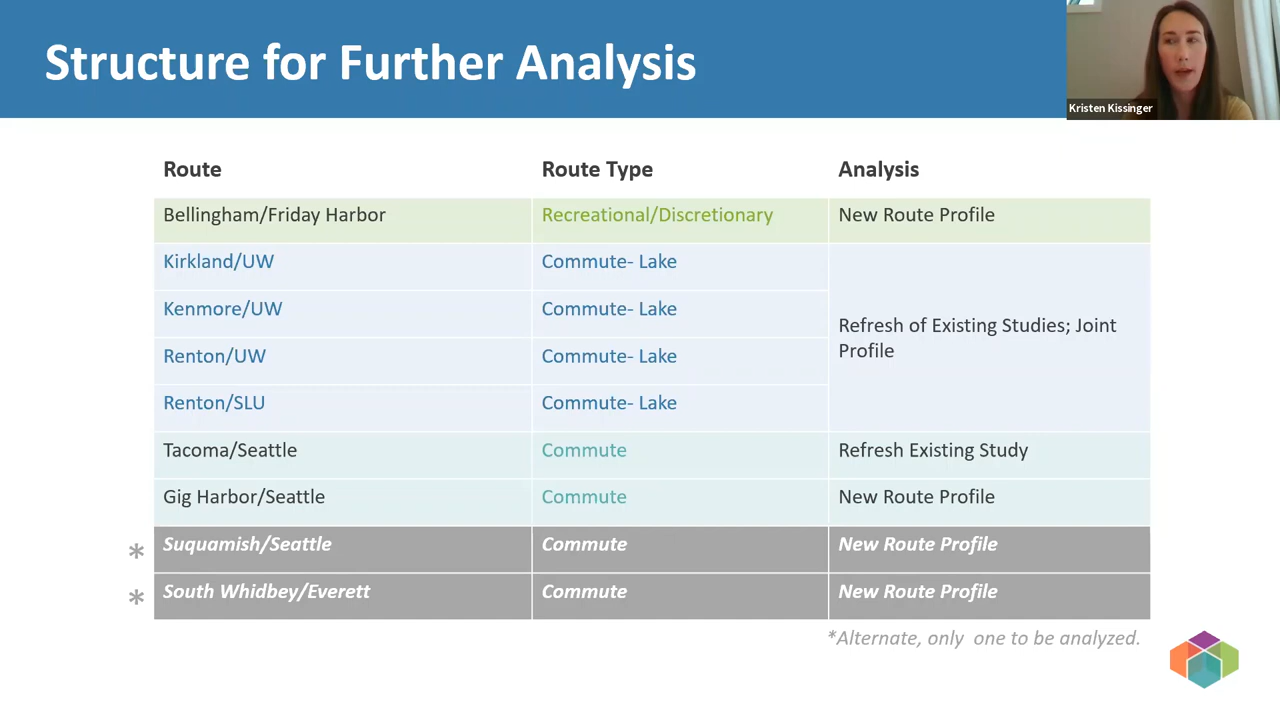 Structure for Further Analysis
Kristen Kissinger
Route Route Type Analysis
Bellingham/Friday Harbor Recreational/Discretionary New Route Profile
Kirkland/UW Commute- Lake
Kenmore/UW Commute- Lake
Refresh of Existing Studies; Joint
Profile
Renton/UW Commute- Lake
Renton/SLU Commute- Lake
Tacoma/Seattle Commute Refresh Existing Study
Gig Harbor/Seattle Commute New Route Profile
* Suquamish/Seattle Commute New Route Profile
* South Whidbey/Everett Commute New Route Profile
*Alternate, only one to be analyzed.